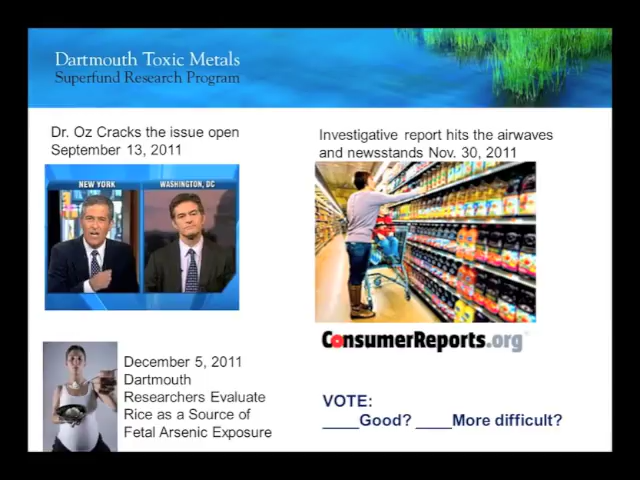 Dartmouth Toxic Metals
Superfund Research Program
Dr. Oz Cracks the issue open
September 13, 2011
NEW YORK
WASHINGTON, DC
Investigative report hits the airwaves
and newsstands Nov. 30, 2011
ConsumerReports.org
December 5, 2011
Dartmouth
Researchers Evaluate
Rice as a Source of
Fetal Arsenic Exposure
VOTE:
____Good? ____More difficult?